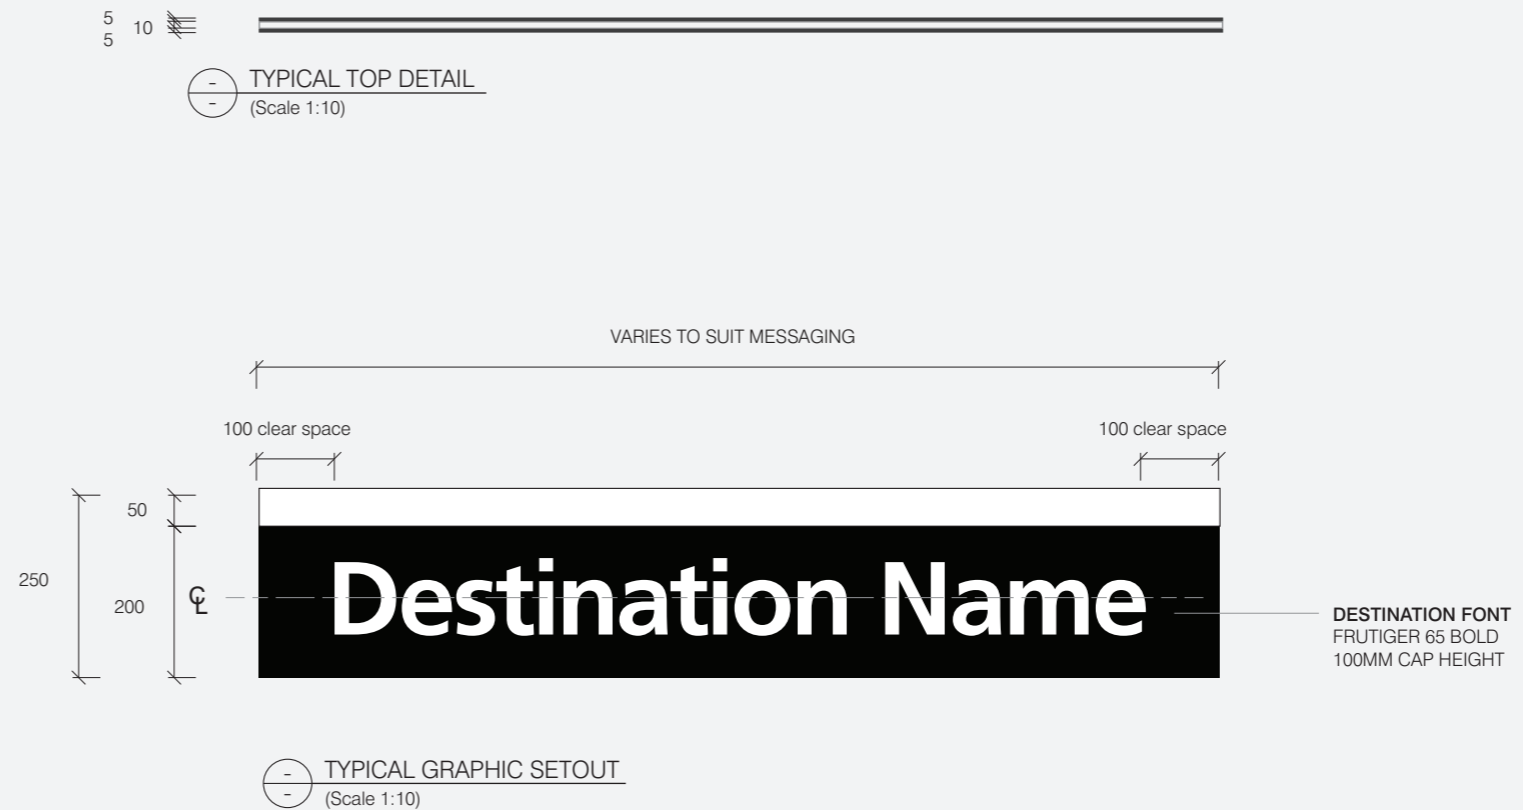 5
10
5
-
-
TYPICAL TOP DETAIL
(Scale 1:10)
VARIES TO SUIT MESSAGING
100 clear space
100 clear space
50
250
200
℄
Destination Name
DESTINATION FONT
FRUTIGER 65 BOLD
100MM CAP HEIGHT
-
-
TYPICAL GRAPHIC SETOUT
(Scale 1:10)